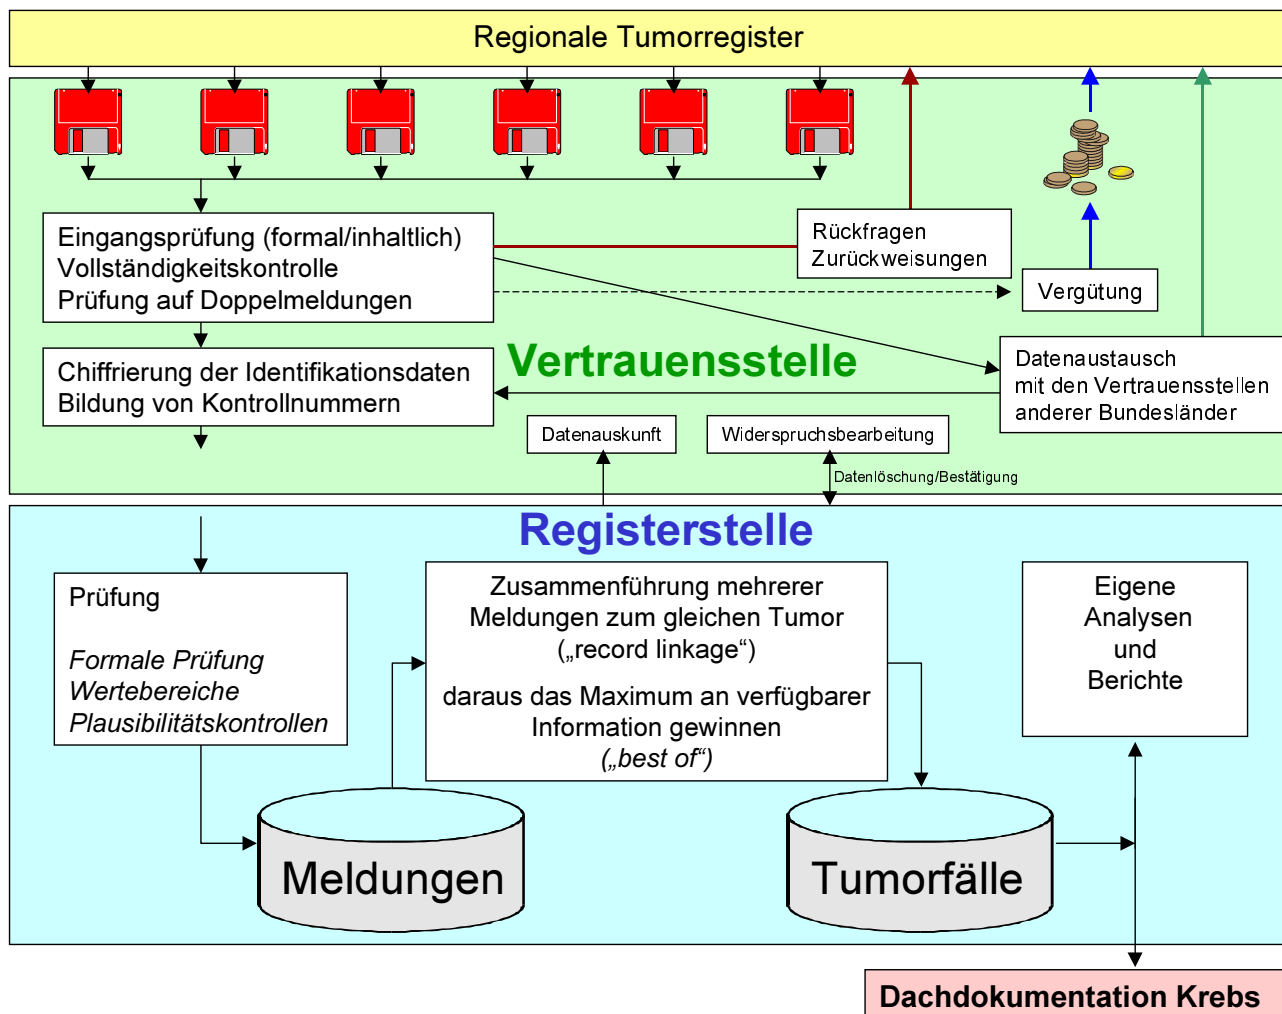 Regionale Tumorregister
Eingangsprüfung (formal/inhaltlich)
Vollständigkeitskontrolle
Prüfung auf Doppelmeldungen
Rückfragen
Zurückweisungen
Vergütung
Vertrauensstelle
Chiffrierung der Identifikationsdaten
Bildung von Kontrollnummern
Datenaustausch
mit den Vertrauensstellen
anderer Bundesländer
Datenauskunft
Widerspruchsbearbeitung
Datenlöschung/Bestätigung
Registerstelle
Prüfung
Formale Prüfung
Wertebereiche
Plausibilitätskontrollen
Zusammenführung mehrerer
Meldungen zum gleichen Tumor
(„record linkage“)
daraus das Maximum an verfügbarer
Information gewinnen
(„best of“)
Eigene
Analysen
und
Berichte
Meldungen
Tumorfälle
Dachdokumentation Krebs